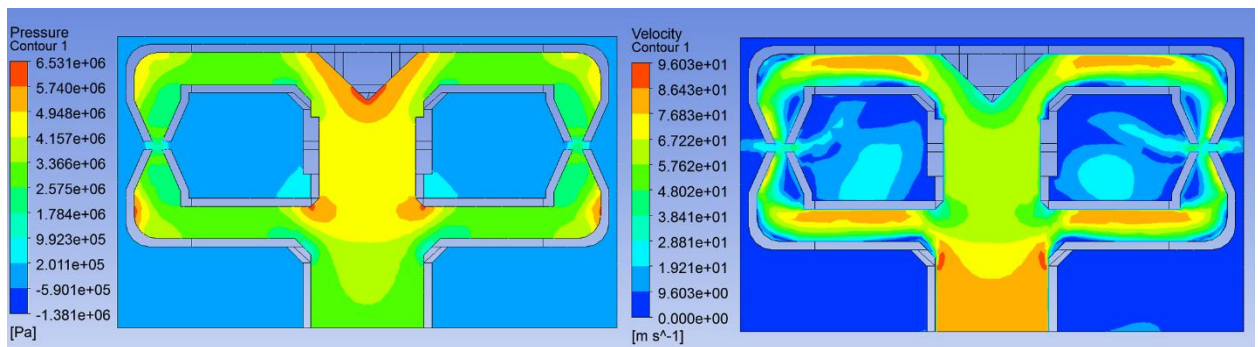 Pressure
Contour 1
6.531e+06
5.740e+06
4.948e+06
4.157e+06
3.366e+06
2.575e+06
1.784e+06
9.923e+05
2.011e+05
-5.901e+05
-1.381e+06
[Pa]
Velocity
Contour 1
9.603e+01
8.643e+01
7.683e+01
6.722e+01
5.762e+01
4.802e+01
3.841e+01
2.881e+01
1.921e+01
9.603e+00
0.000e+00
[m s^-1]